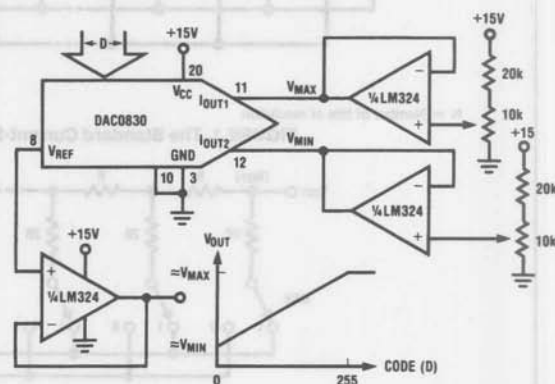 D
+15V
20
VCC
DAC0830
IOUT1
11
VMAX
−
¼LM324
+
+15V
20k
10k
8
VREF
IOUT2
12
VMIN
GND
10
3
−
¼LM324
+
+15
20k
10k
+15V
+
¼LM324
−
VOUT
≈VMAX
≈VMIN
0
255
CODE (D)